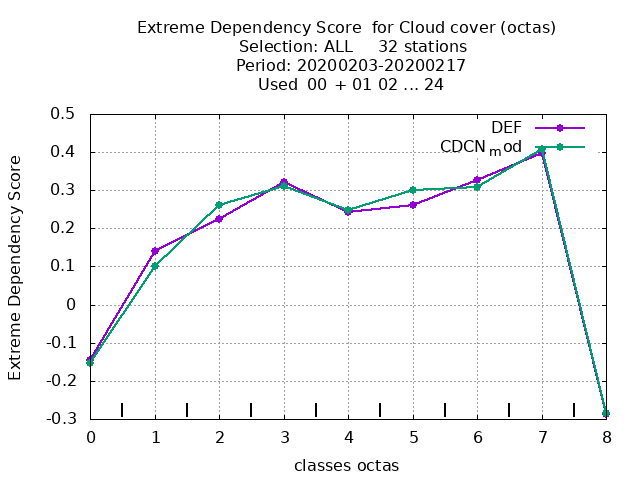 Extreme Dependency Score  for Cloud cover (octas)
Selection: ALL     32 stations
Period: 20200203-20200217
Used  00  + 01 02 ... 24
DEF
CDCN_mod
Extreme Dependency Score
0.5
0.4
0.3
0.2
0.1
0
-0.1
-0.2
-0.3
0 1 2 3 4 5 6 7 8
classes octas